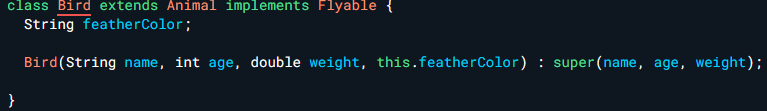 class Bird extends Animal implements Flyable {
  String featherColor;
  Bird(String name, int age, double weight, this.featherColor) : super(name, age, weight);
}